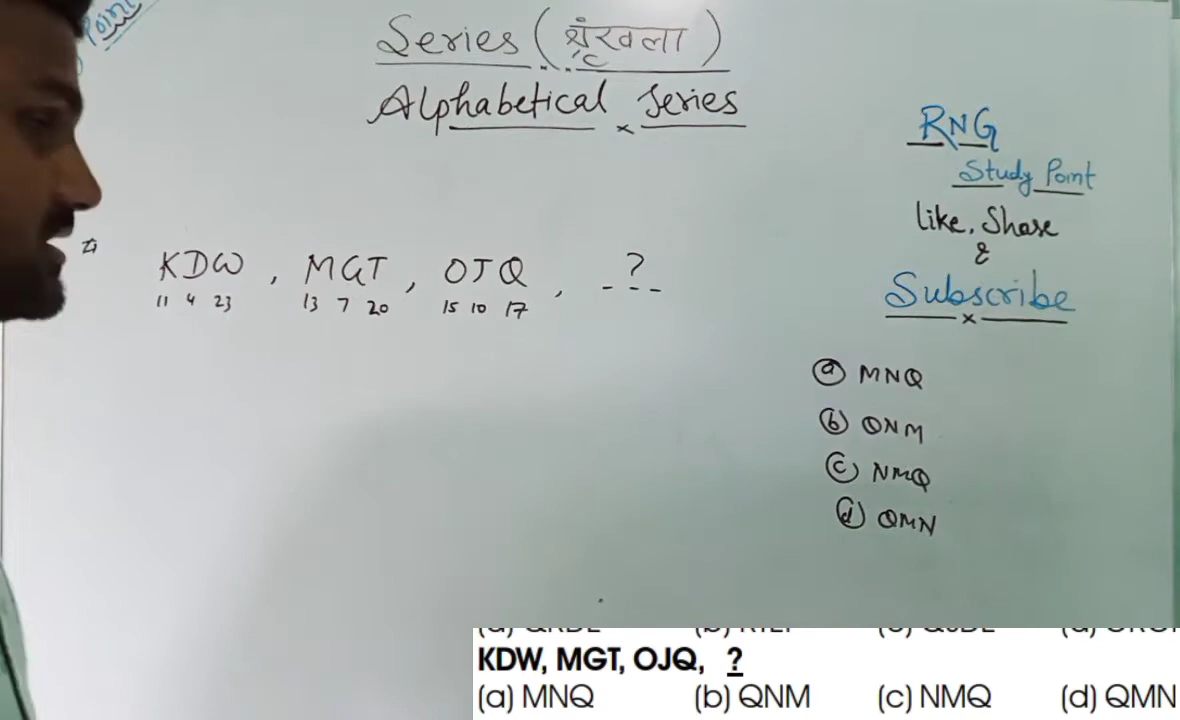 Point
Series (श्रृंखला)
Alphabetical Series
RNG
Study Point
like, Share
&
Subscribe
KDW, MGT, OJQ, ---?
11 4 23 13 7 20 15 10 17
(a) MNQ
(b) QNM
(c) NMQ
(d) QMN
KDW, MGT, OJQ, ?
(a) MNQ (b) QNM (c) NMQ (d) QMN